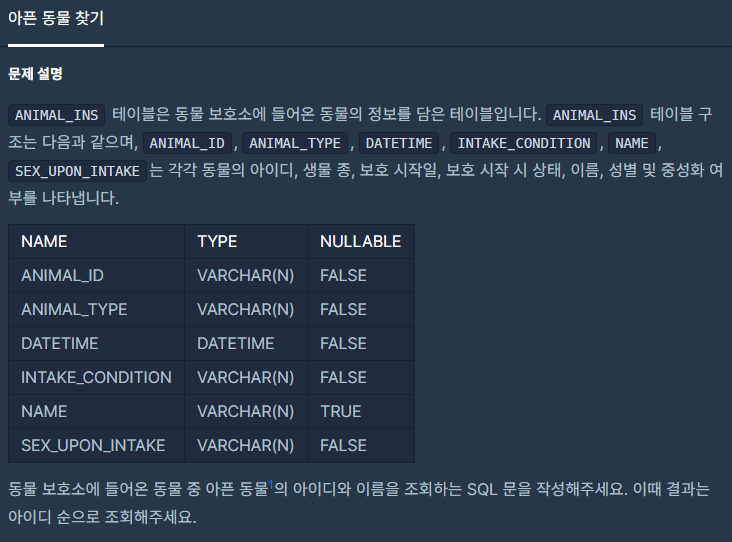 아픈 동물 찾기
문제 설명
ANIMAL_INS 테이블은 동물 보호소에 들어온 동물의 정보를 담은 테이블입니다. ANIMAL_INS 테이블 구
조는 다음과 같으며, ANIMAL_ID , ANIMAL_TYPE , DATETIME , INTAKE_CONDITION , NAME ,
SEX_UPON_INTAKE 는 각각 동물의 아이디, 생물 종, 보호 시작일, 보호 시작 시 상태, 이름, 성별 및 중성화 여
부를 나타냅니다.
NAME TYPE NULLABLE
ANIMAL_ID VARCHAR(N) FALSE
ANIMAL_TYPE VARCHAR(N) FALSE
DATETIME DATETIME FALSE
INTAKE_CONDITION VARCHAR(N) FALSE
NAME VARCHAR(N) TRUE
SEX_UPON_INTAKE VARCHAR(N) FALSE
동물 보호소에 들어온 동물 중 아픈 동물1의 아이디와 이름을 조회하는 SQL 문을 작성해주세요. 이때 결과는
아이디 순으로 조회해주세요.